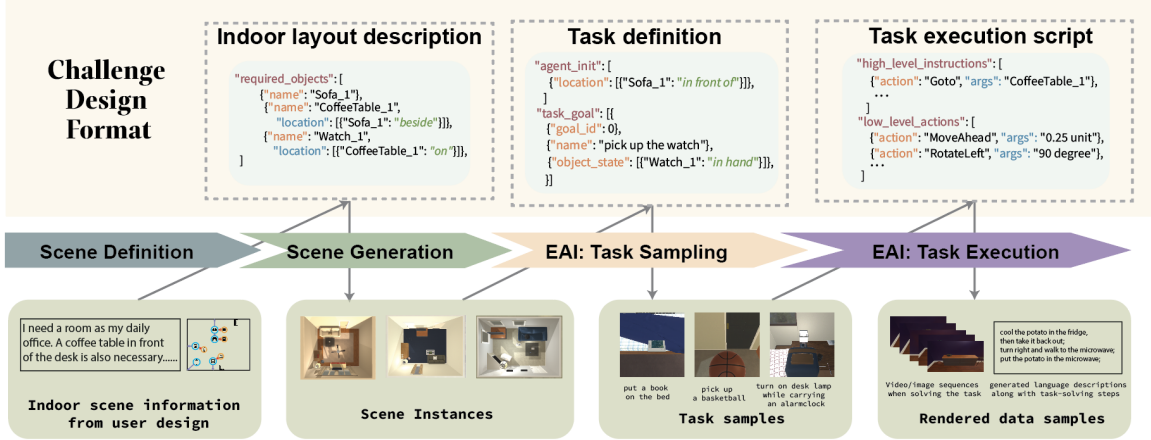 Challenge
Design
Format
Indoor layout description
"required_objects": [
{"name": "Sofa_1"},
{"name": "CoffeeTable_1",
"location": [{"Sofa_1": "beside"}]},
{"name": "Watch_1",
"location": [{"CoffeeTable_1": "on"}]},
]
Task definition
"agent_init": [
{"location": [{"Sofa_1": "in front of"}]},
]
"task_goal": [{
{"goal_id": 0},
{"name": "pick up the watch"},
{"object_state": [{"Watch_1": "in hand"}]},
}]
Task execution script
"high_level_instructions": [
{"action": "Goto", "args": "CoffeeTable_1"},
...
]
"low_level_actions": [
{"action": "MoveAhead", "args": "0.25 unit"},
{"action": "RotateLeft", "args": "90 degree"},
...
]
Scene Definition
Scene Generation
EAI: Task Sampling
EAI: Task Execution
I need a room as my daily
office. A coffee table in front
of the desk is also necessary......
Indoor scene information
from user design
Scene Instances
put a book
on the bed
pick up
a basketball
turn on desk lamp
while carrying
an alarmclock
Task samples
cool the potato in the fridge,
then take it back out;
turn right and walk to the microwave;
put the potato in the microwave;
Video/image sequences
when solving the task
generated language descriptions
along with task-solving steps
Rendered data samples